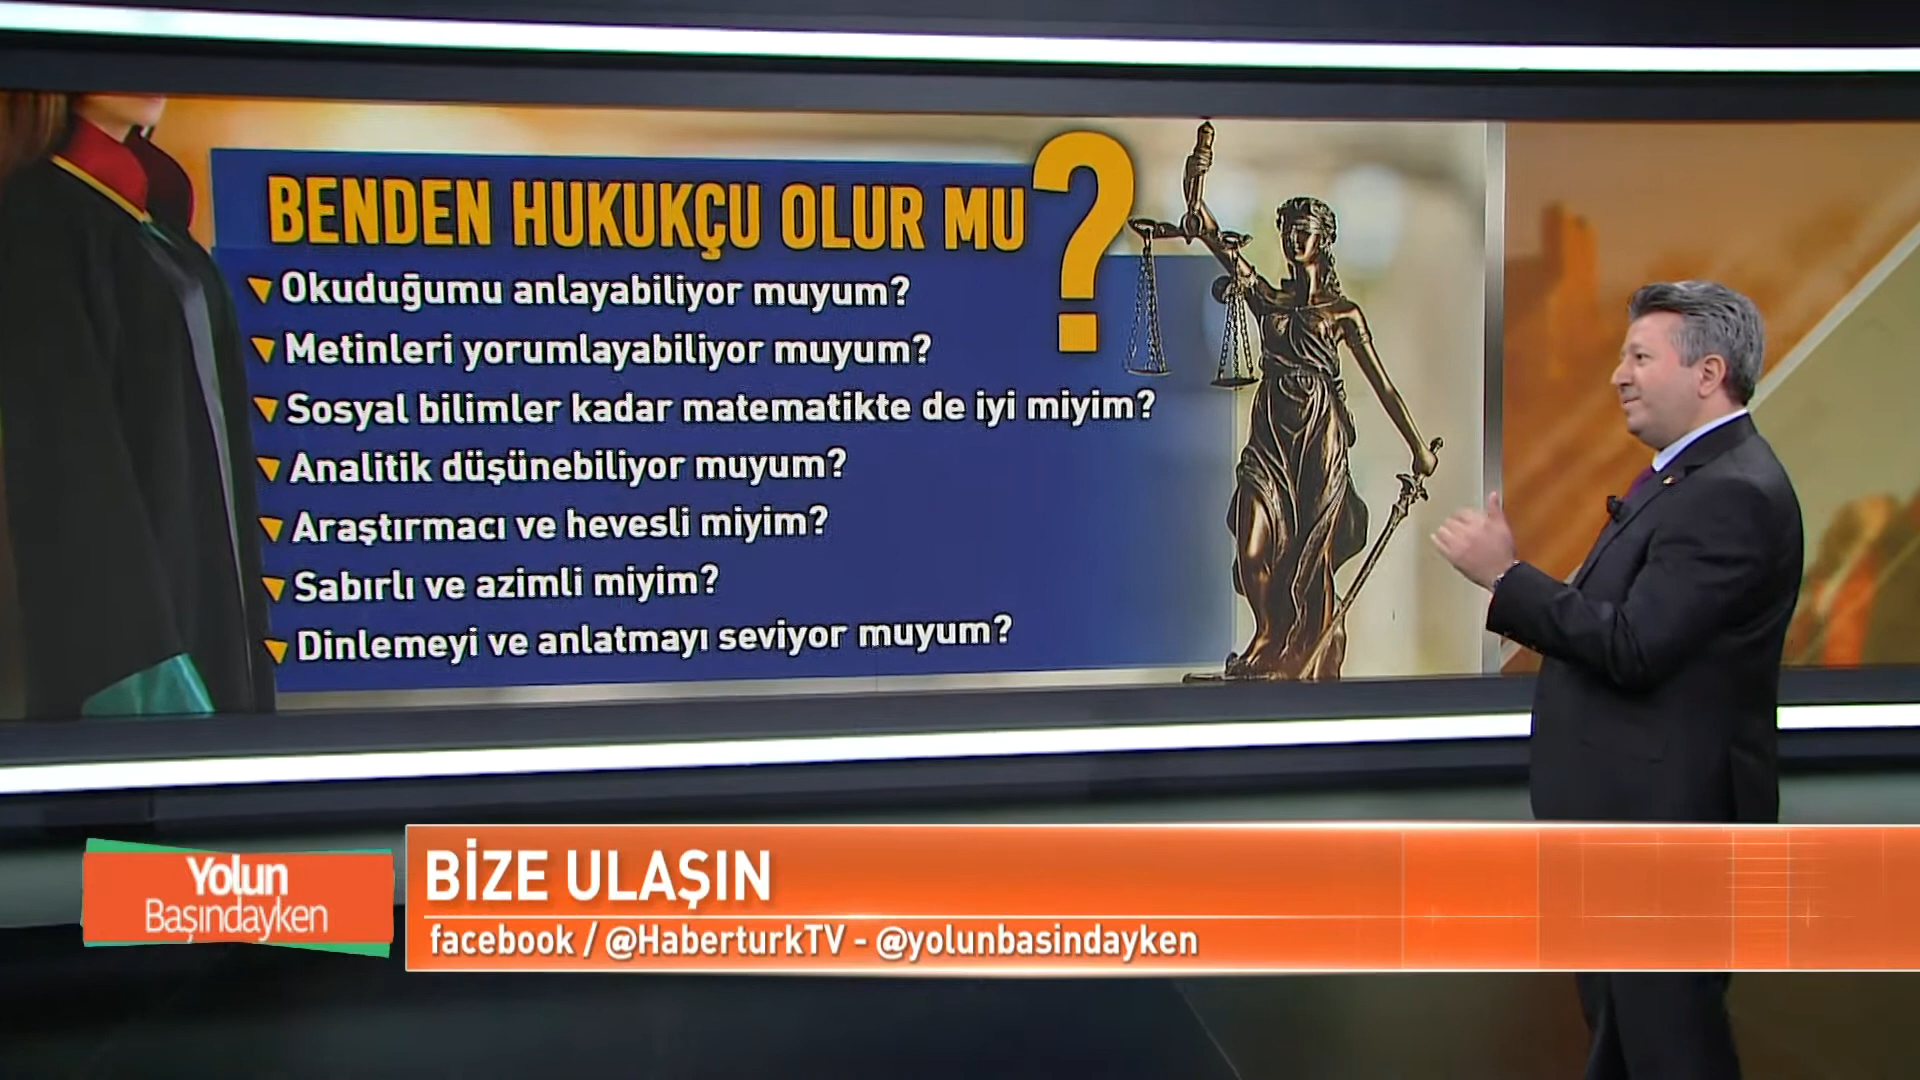 BENDEN HUKUKÇU OLUR MU?
Okuduğumu anlayabiliyor muyum?
Metinleri yorumlayabiliyor muyum?
Sosyal bilimler kadar matematikte de iyi miyim?
Analitik düşünebiliyor muyum?
Araştırmacı ve hevesli miyim?
Sabırlı ve azimli miyim?
Dinlemeyi ve anlatmayı seviyor muyum?
Yolun
Başındayken
BİZE ULAŞIN
facebook / @HaberturkTV - @yolunbasindayken